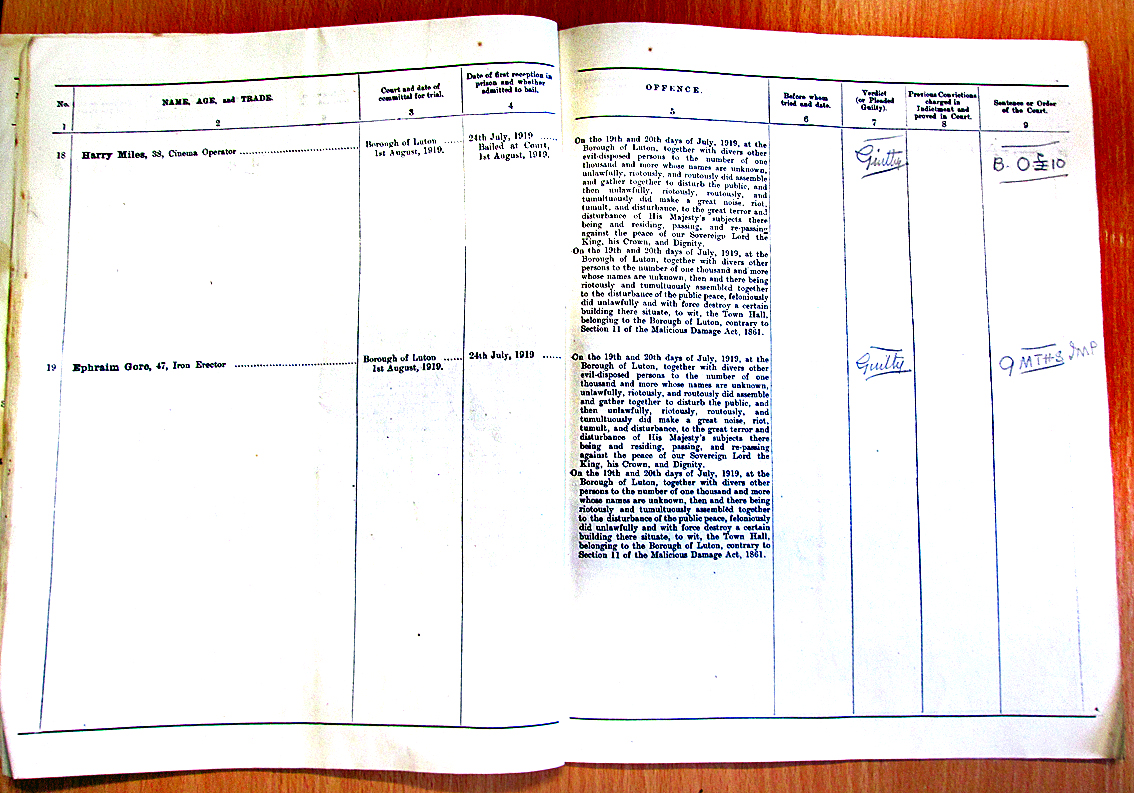 No.
NAME, AGE, and TRADE.
Court and date of
committal for trial.
Date of first reception in
prison and whether
admitted to bail.
1
2
3
4
18 Harry Miles, 38, Cinema Operator
Borough of Luton
1st August, 1919.
24th July, 1919
Bailed at Court,
1st August, 1919.
19 Ephraim Gore, 47, Iron Erector
Borough of Luton
1st August, 1919.
24th July, 1919
OFFENCE.
Before whom
tried and date.
Verdict
(or Pleaded
Guilty).
Previous Convictions
charged in
Indictment and
proved in Court.
Sentence or Order
of the Court.
5
6
7
8
9
On the 19th and 20th days of July, 1919, at the
Borough of Luton, together with divers other
evil-disposed persons to the number of one
thousand and more whose names are unknown,
unlawfully, riotously, and routously did assemble
and gather together to disturb the public, and
then unlawfully, riotously, routously, and
tumultuously did make a great noise, riot,
tumult, and disturbance, to the great terror and
disturbance of His Majesty's subjects there
being and residing, passing, and re-passing
against the peace of our Sovereign Lord the
King, his Crown, and Dignity.
On the 19th and 20th days of July, 1919, at the
Borough of Luton, together with divers other
persons to the number of one thousand and more
whose names are unknown, then and there being
riotously and tumultuously assembled together
to the disturbance of the public peace, feloniously
did unlawfully and with force destroy a certain
building there situate, to wit, the Town Hall,
belonging to the Borough of Luton, contrary to
Section 11 of the Malicious Damage Act, 1861.
Guilty
B. O £10
On the 19th and 20th days of July, 1919, at the
Borough of Luton, together with divers other
evil-disposed persons to the number of one
thousand and more whose names are unknown,
unlawfully, riotously, and routously did assemble
and gather together to disturb the public, and
then unlawfully, riotously, routously, and
tumultuously did make a great noise, riot,
tumult, and disturbance, to the great terror and
disturbance of His Majesty's subjects there
being and residing, passing, and re-passing
against the peace of our Sovereign Lord the
King, his Crown, and Dignity.
On the 19th and 20th days of July, 1919, at the
Borough of Luton, together with divers other
persons to the number of one thousand and more
whose names are unknown, then and there being
riotously and tumultuously assembled together
to the disturbance of the public peace, feloniously
did unlawfully and with force destroy a certain
building there situate, to wit, the Town Hall,
belonging to the Borough of Luton, contrary to
Section 11 of the Malicious Damage Act, 1861.
Guilty
9 MTHS IMP